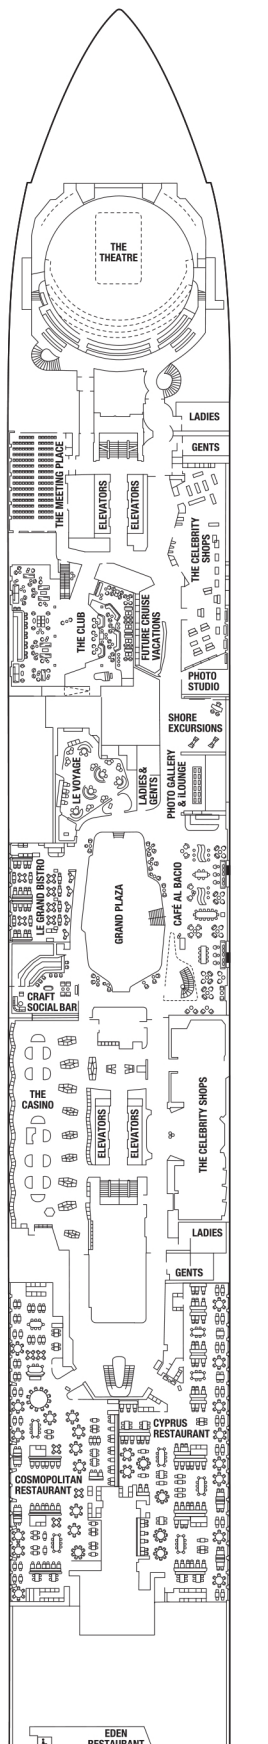 THE
THEATRE
LADIES
GENTS
THE MEETING PLACE
ELEVATORS
ELEVATORS
THE CELEBRITY
SHOPS
THE CLUB
FUTURE CRUISE
VACATIONS
PHOTO
STUDIO
SHORE
EXCURSIONS
LE VOYAGE
LADIES &
GENTS
PHOTO GALLERY
& iLOUNGE
LE GRAND BISTRO
GRAND PLAZA
CAFÉ AL BACIO
CRAFT
SOCIAL BAR
THE
CASINO
ELEVATORS
ELEVATORS
THE CELEBRITY SHOPS
LADIES
GENTS
CYPRUS
RESTAURANT
COSMOPOLITAN
RESTAURANT
EDEN
RESTAURANT